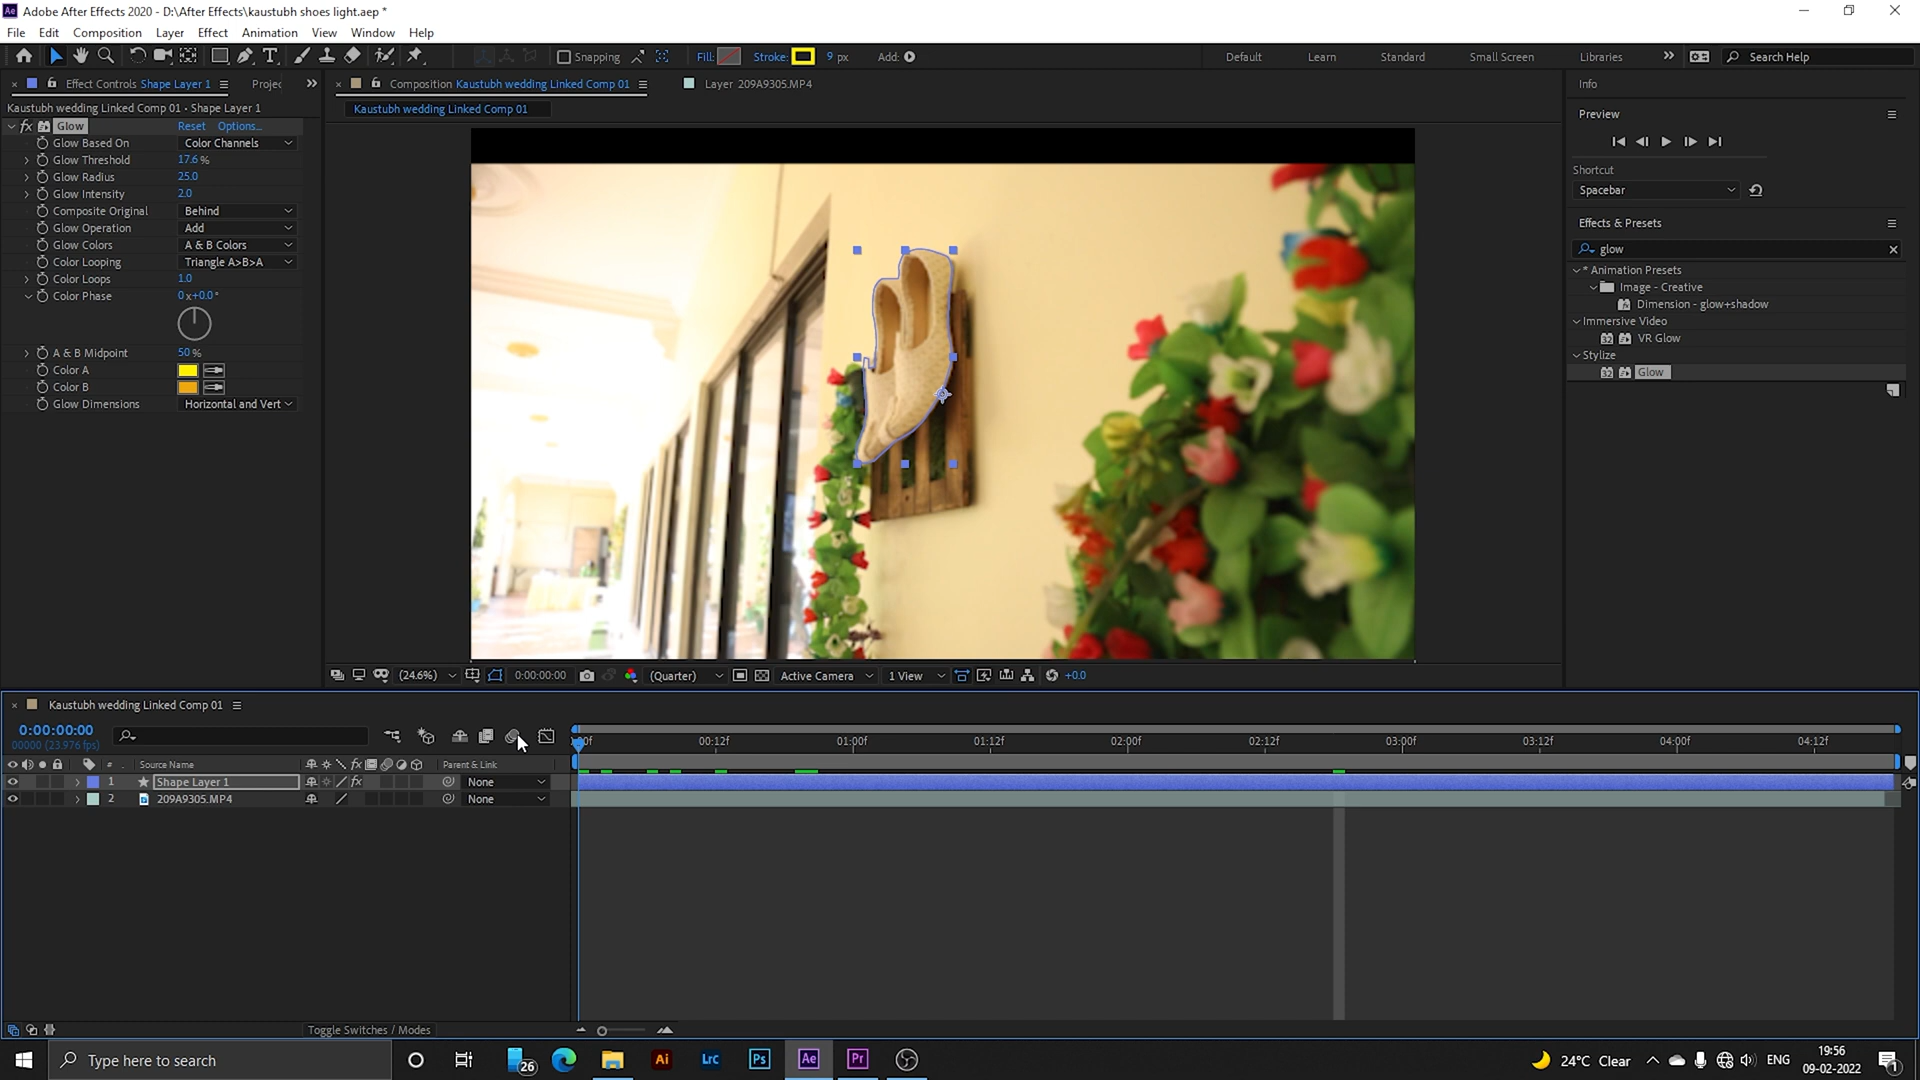 Adobe After Effects 2020 - D:\After Effects\kaustubh shoes light.aep *
File Edit Composition Layer Effect Animation View Window Help
Snapping Fill: Stroke: 9 px Add: Default Learn Standard Small Screen Libraries Search Help
Effect Controls Shape Layer 1 Projec Composition Kaustubh wedding Linked Comp 01 Layer 209A9305.MP4 Info
Kaustubh wedding Linked Comp 01 • Shape Layer 1
Kaustubh wedding Linked Comp 01
fx Glow Reset Options...
Glow Based On Color Channels
Glow Threshold 17.6 %
Glow Radius 25.0
Glow Intensity 2.0
Composite Original Behind
Glow Operation Add
Glow Colors A & B Colors
Color Looping Triangle A>B>A
Color Loops 1.0
Color Phase 0x+0.0°
A & B Midpoint 50 %
Color A
Color B
Glow Dimensions Horizontal and Vert
Preview
Shortcut
Spacebar
Effects & Presets
glow
* Animation Presets
Image - Creative
Dimension - glow+shadow
Immersive Video
VR Glow
Stylize
Glow
(24.6%) 0:00:00:00 (Quarter) Active Camera 1 View +0.0
Kaustubh wedding Linked Comp 01
0:00:00:00
00000 (23.976 fps)
00:12f 01:00f 01:12f 02:00f 02:12f 03:00f 03:12f 04:00f 04:12f
# Source Name Parent & Link
1 Shape Layer 1 None
2 209A9305.MP4 None
Toggle Switches / Modes
Type here to search
26 Ai Lrc Ps Ae Pr
24°C Clear ENG
19:56
09-02-2022
1